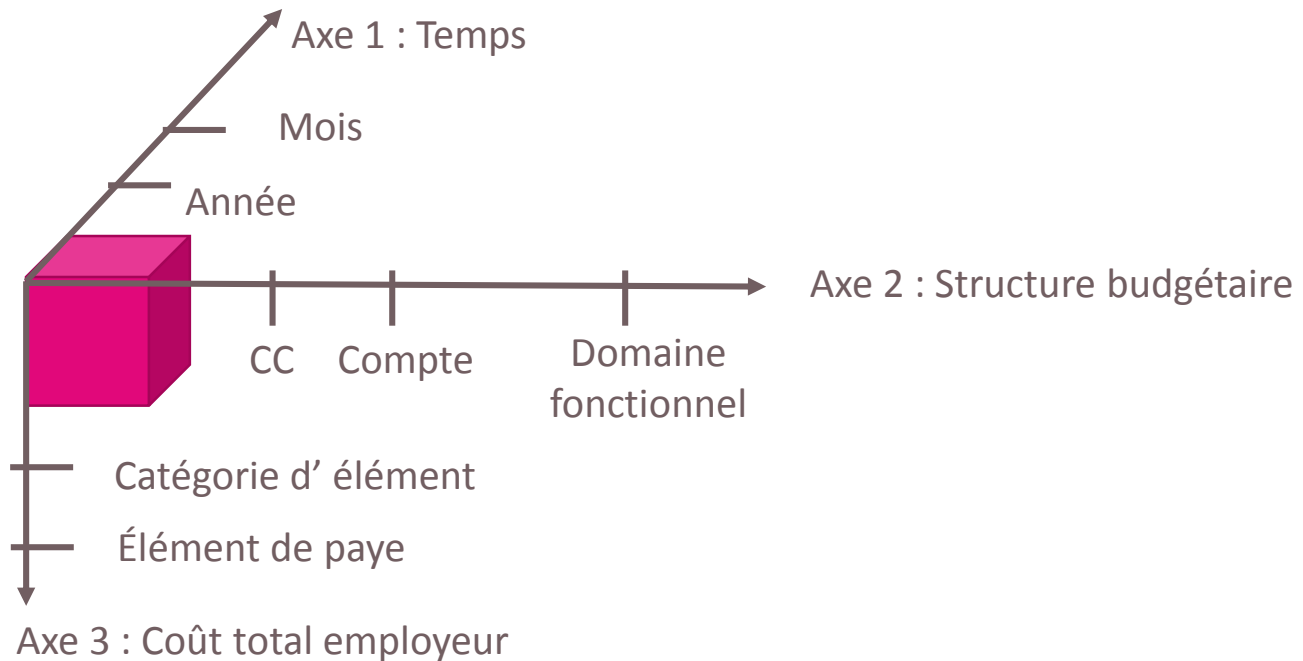 Axe 1 : Temps
Mois
Année
Axe 2 : Structure budgétaire
CC
Compte
Domaine
fonctionnel
Catégorie d’ élément
Élément de paye
Axe 3 : Coût total employeur